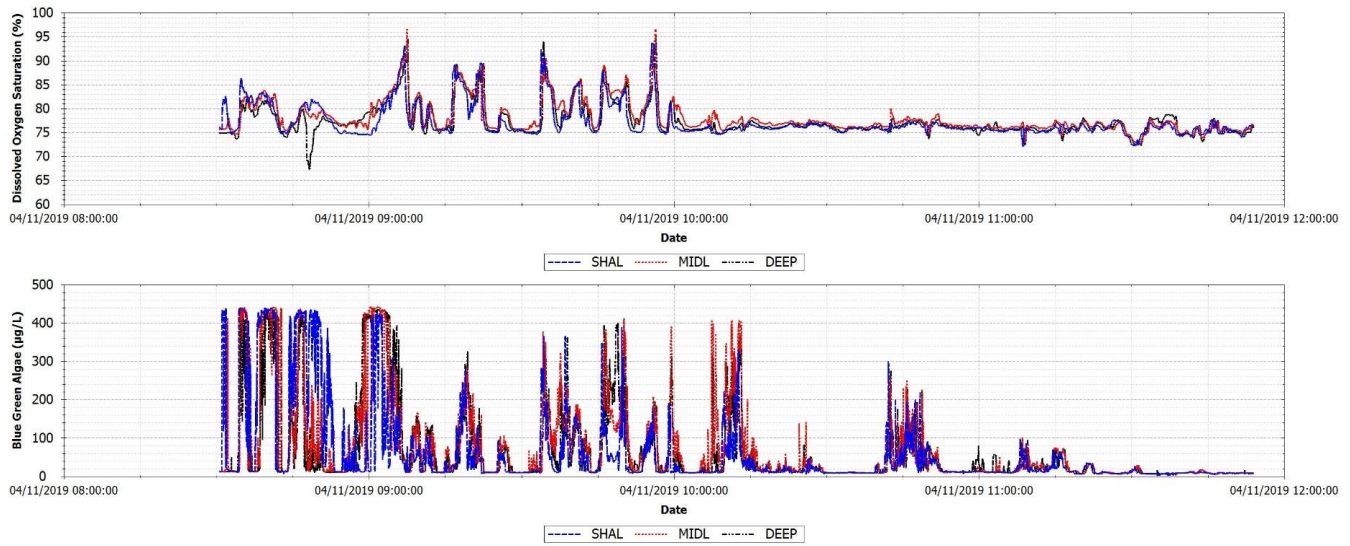 100
95
90
85
80
75
70
65
60
Dissolved Oxygen Saturation (%)
04/11/2019 08:00:00 04/11/2019 09:00:00 04/11/2019 10:00:00 04/11/2019 11:00:00 04/11/2019 12:00:00
Date
SHAL MIDL DEEP
500
400
300
200
100
0
Blue Green Algae (µg/L)
04/11/2019 08:00:00 04/11/2019 09:00:00 04/11/2019 10:00:00 04/11/2019 11:00:00 04/11/2019 12:00:00
Date
SHAL MIDL DEEP